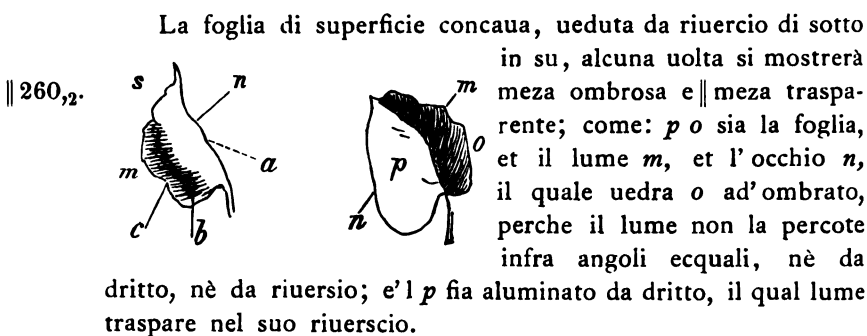 La foglia di superficie concaua, ueduta da riuercio di sotto
in su, alcuna uolta si mostrerà
‖ 260,₂. meza ombrosa e‖meza traspa-
rente; come: p o sia la foglia,
et il lume m, et l'occhio n,
il quale uedra o ad'ombrato,
perche il lume non la percote
infra angoli ecquali, nè da
dritto, nè da riuersio; e'l p fia aluminato da dritto, il qual lume
traspare nel suo riuerscio.
s n
a
m
c b
m
o
p
n